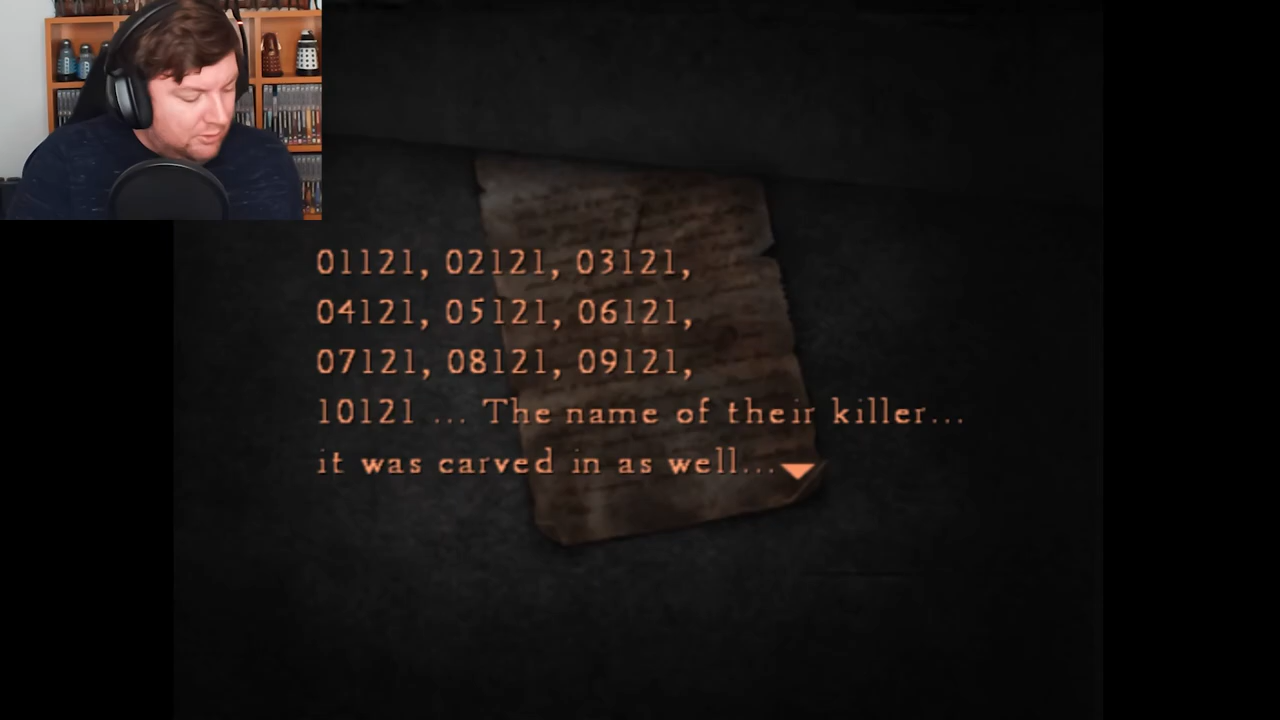 01121, 02121, 03121,
04121, 05121, 06121,
07121, 08121, 09121,
10121 ... The name of their killer...
it was carved in as well...